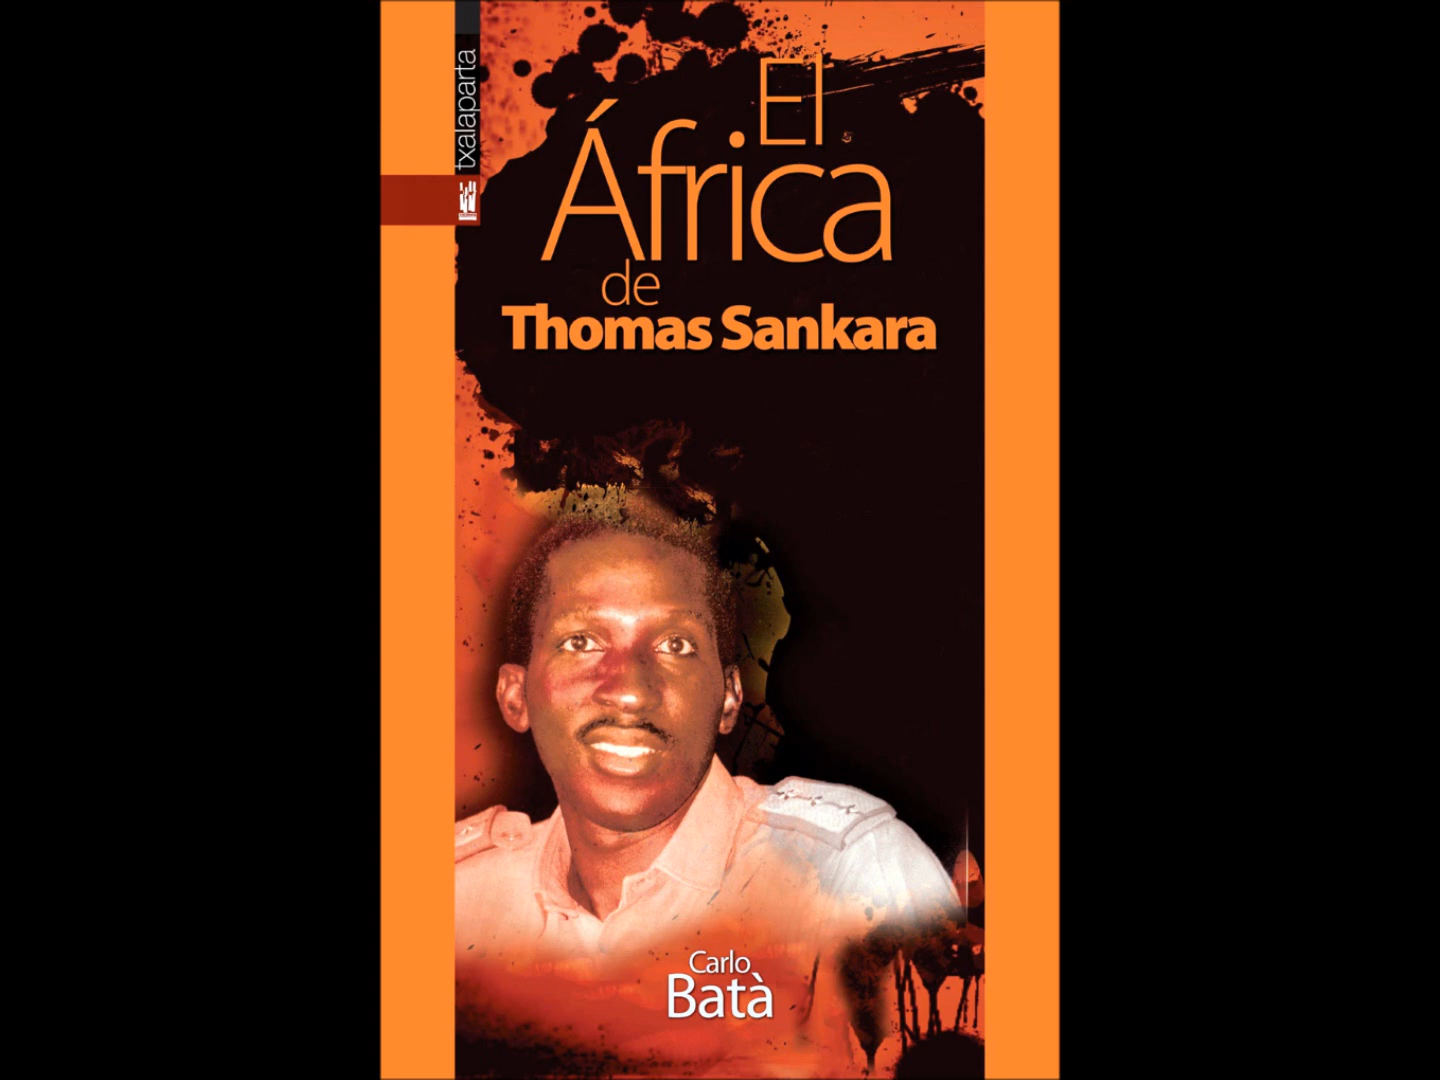 txalaparta
El
África
de
Thomas Sankara
Carlo
Batà